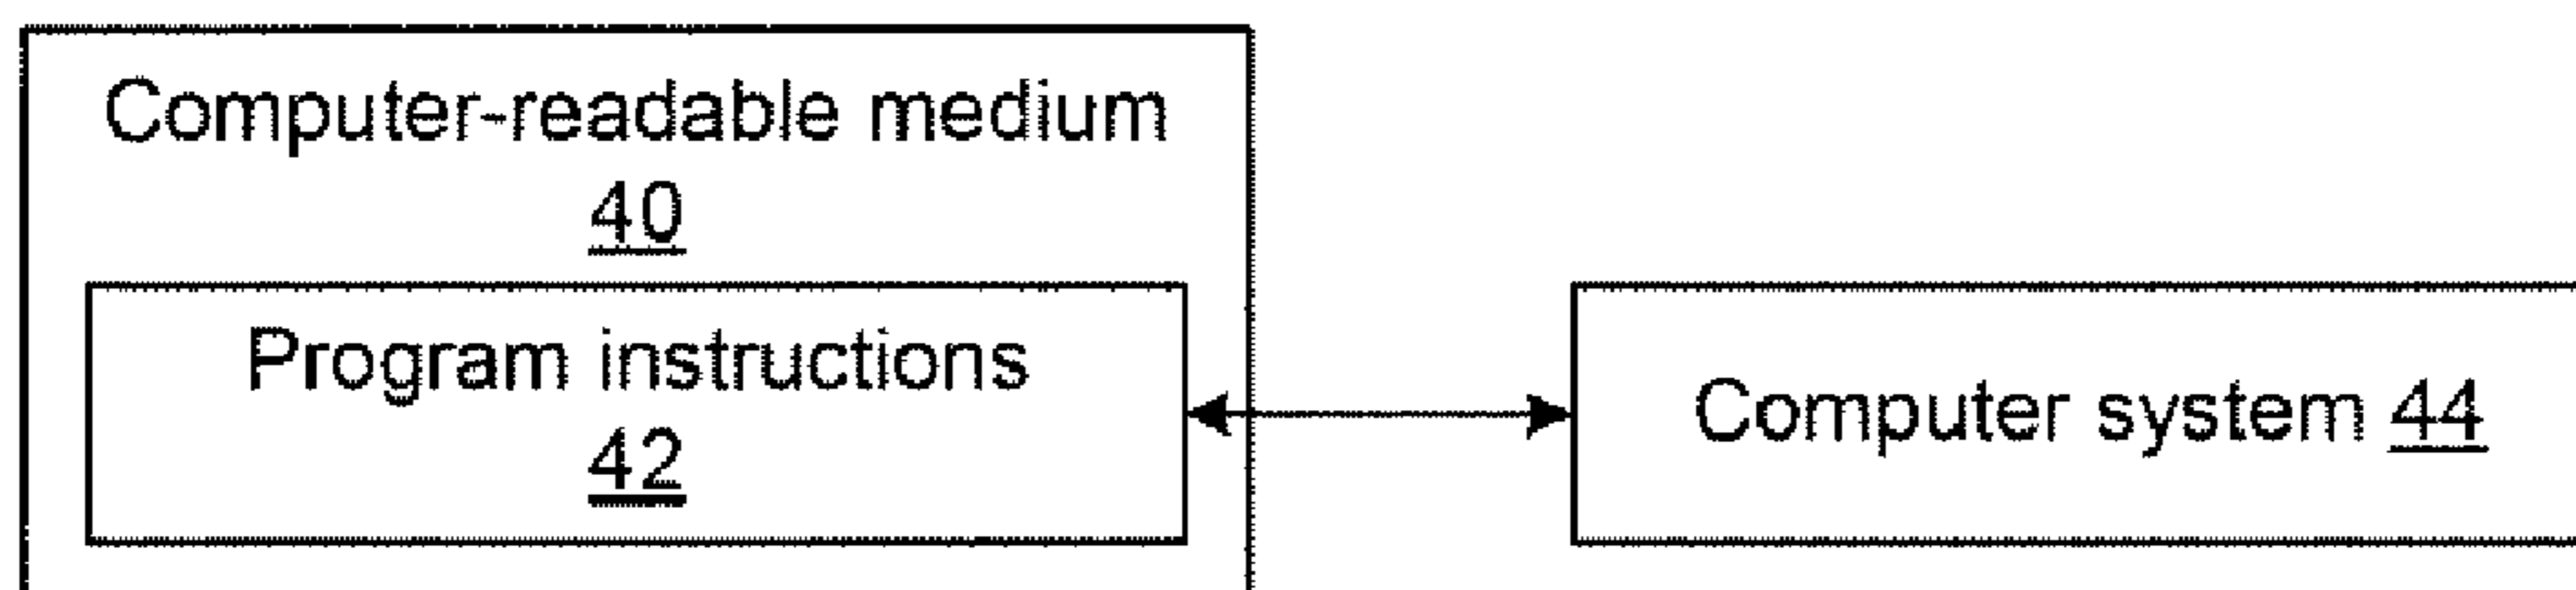 Computer-readable medium
40
Program instructions
42
Computer system 44